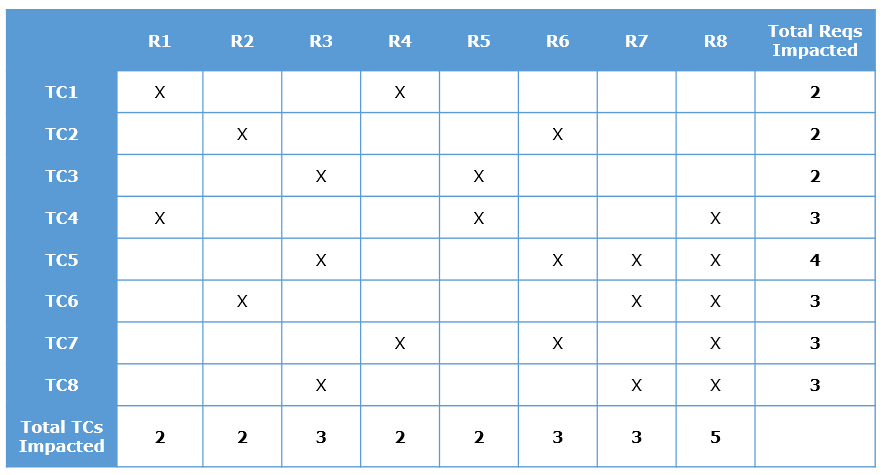 R1 R2 R3 R4 R5 R6 R7 R8 Total Reqs
Impacted
TC1 X X 2
TC2 X X 2
TC3 X X 2
TC4 X X X 3
TC5 X X X X 4
TC6 X X X 3
TC7 X X X 3
TC8 X X X 3
Total TCs
Impacted 2 2 3 2 2 3 3 5